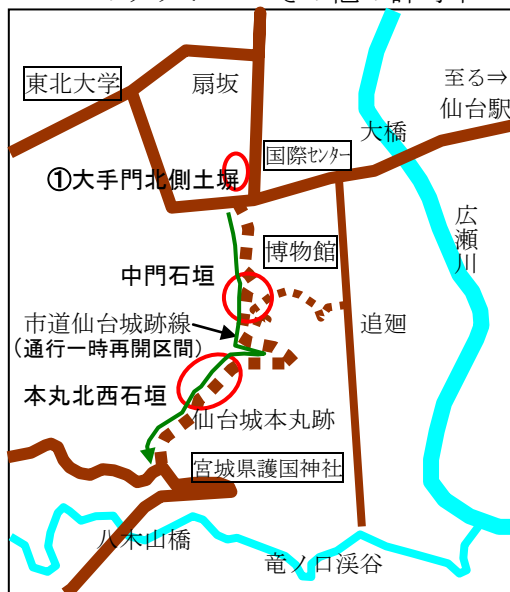 東北大学
扇坂
至る⇒
仙台駅
大橋
国際ｾﾝﾀｰ
①大手門北側土塀
広瀬川
博物館
中門石垣
追廻
市道仙台城跡線
（通行一時再開区間）
本丸北西石垣
仙台城本丸跡
宮城県護国神社
八木山橋
竜ノ口渓谷